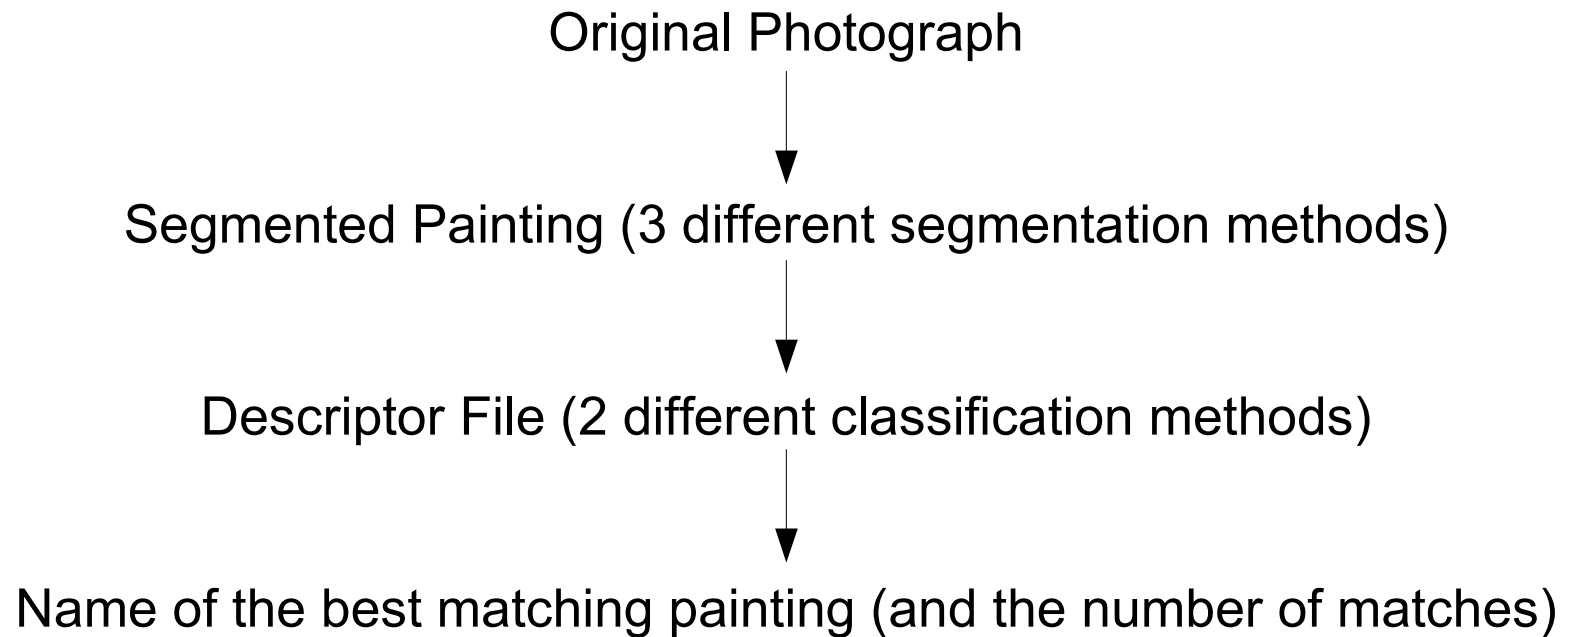 Original Photograph
Segmented Painting (3 different segmentation methods)
Descriptor File (2 different classification methods)
Name of the best matching painting (and the number of matches)